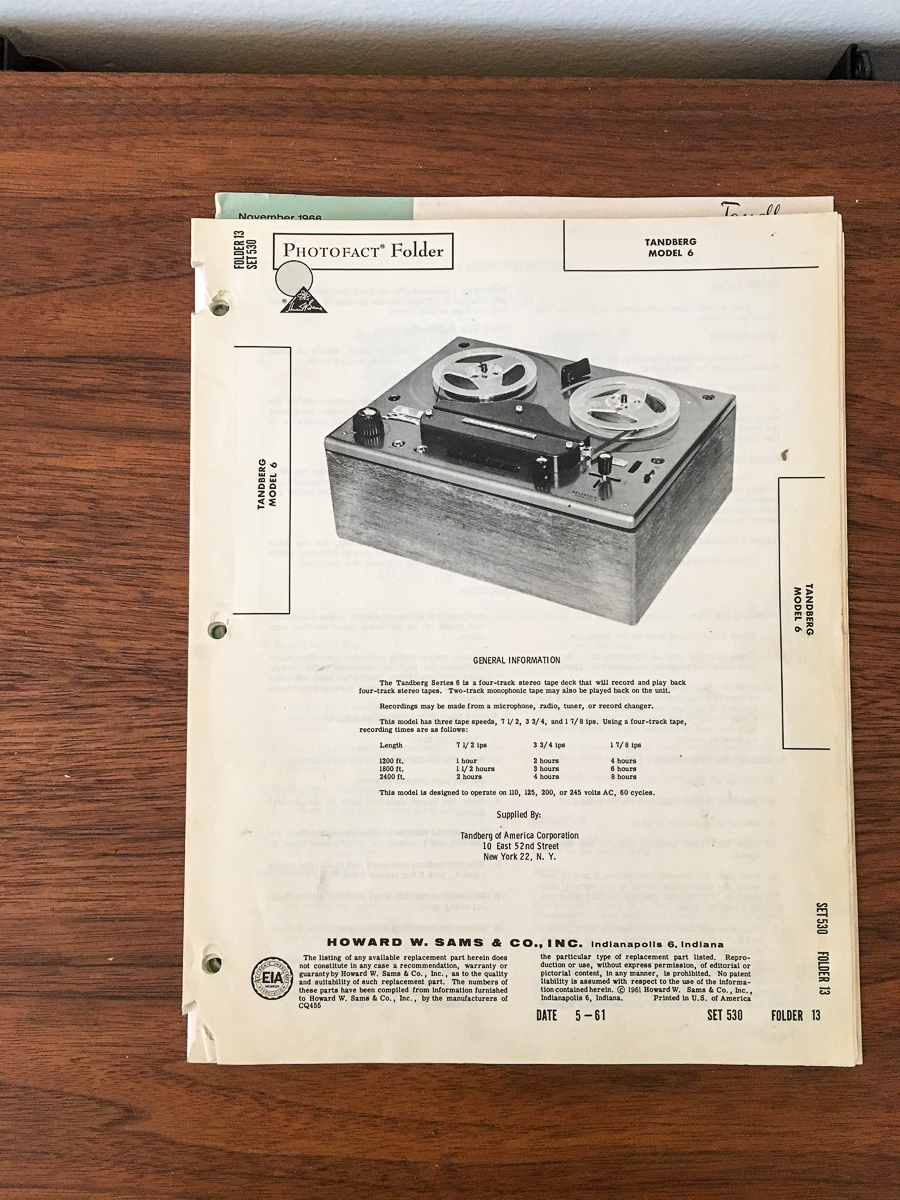 November 1966
FOLDER 13
SET 530
PHOTOFACT® Folder
TANDBERG
MODEL 6
®
TANDBERG
MODEL 6
TANDBERG
MODEL 6
GENERAL INFORMATION
The Tandberg Series 6 is a four-track stereo tape deck that will record and play back
four-track stereo tapes. Two-track monophonic tape may also be played back on the unit.
Recordings may be made from a microphone, radio, tuner, or record changer.
This model has three tape speeds, 7 1/2, 3 3/4, and 1 7/8 ips. Using a four-track tape,
recording times are as follows:
Length 7 1/2 ips 3 3/4 ips 1 7/8 ips
1200 ft. 1 hour 2 hours 4 hours
1800 ft. 1 1/2 hours 3 hours 6 hours
2400 ft. 2 hours 4 hours 8 hours
This model is designed to operate on 110, 125, 200, or 245 volts AC, 60 cycles.
Supplied By:
Tandberg of America Corporation
10 East 52nd Street
New York 22, N. Y.
HOWARD W. SAMS & CO., INC. Indianapolis 6, Indiana
EIA
MEMBER
The listing of any available replacement part herein does
not constitute in any case a recommendation, warranty or
guaranty by Howard W. Sams & Co., Inc., as to the quality
and suitability of such replacement part. The numbers of
these parts have been compiled from information furnished
to Howard W. Sams & Co., Inc., by the manufacturers of
CQ455
the particular type of replacement part listed. Repro-
duction or use, without express permission, of editorial or
pictorial content, in any manner, is prohibited. No patent
liability is assumed with respect to the use of the informa-
tion contained herein. © 1961 Howard W. Sams & Co., Inc.,
Indianapolis 6, Indiana. Printed in U.S. of America
DATE 5-61 SET 530 FOLDER 13
SET 530 FOLDER 13